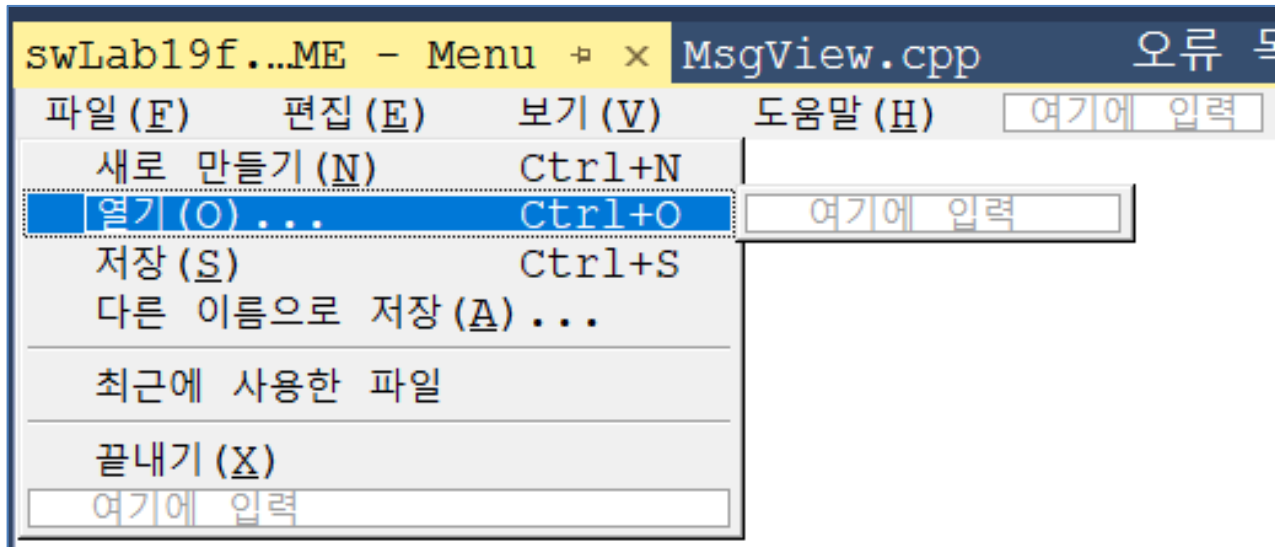 swLab19f.…ME - Menu MsgView.cpp 오류
파일(F) 편집(E) 보기(V) 도움말(H) 여기에 입력
새로 만들기(N) Ctrl+N
열기(O)... Ctrl+O 여기에 입력
저장(S) Ctrl+S
다른 이름으로 저장(A)...
최근에 사용한 파일
끝내기(X)
여기에 입력